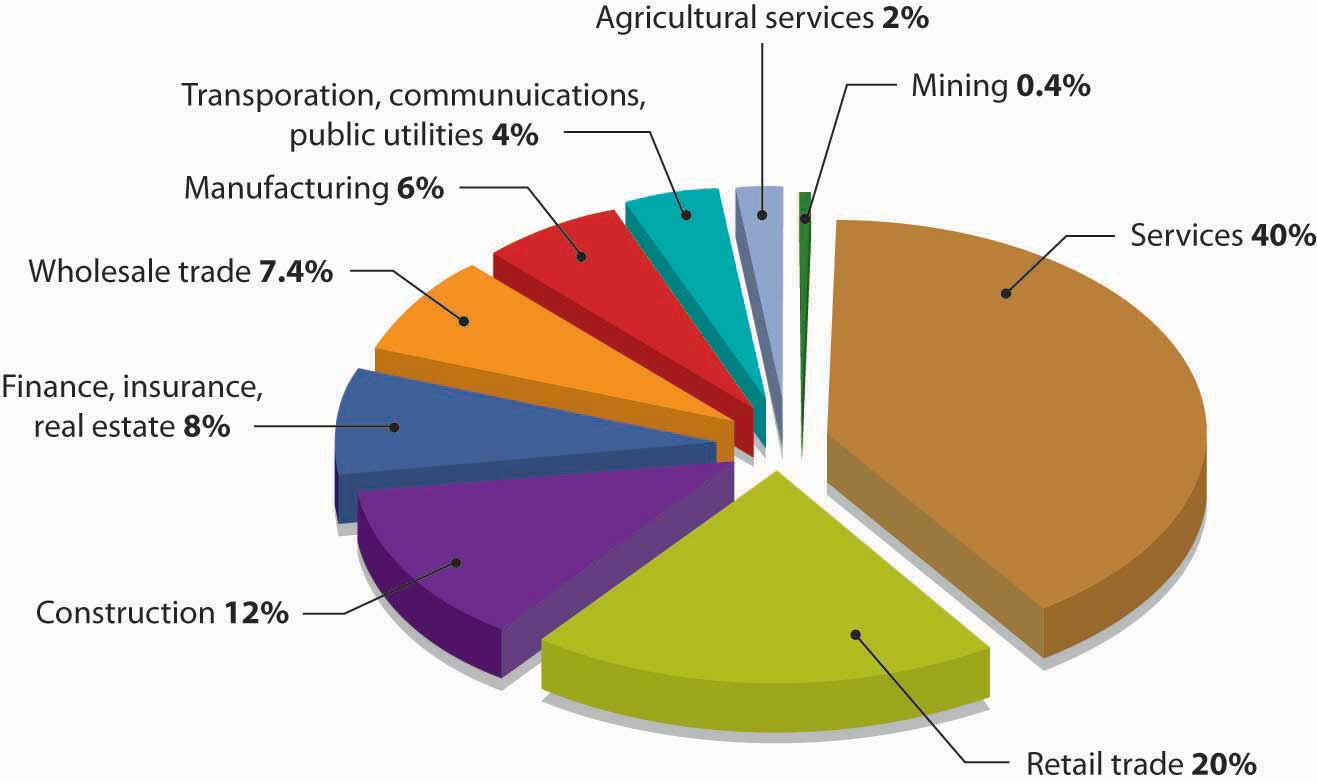 Agricultural services 2%
Mining 0.4%
Transporation, communuications,
public utilities 4%
Manufacturing 6%
Services 40%
Wholesale trade 7.4%
Finance, insurance,
real estate 8%
Construction 12%
Retail trade 20%